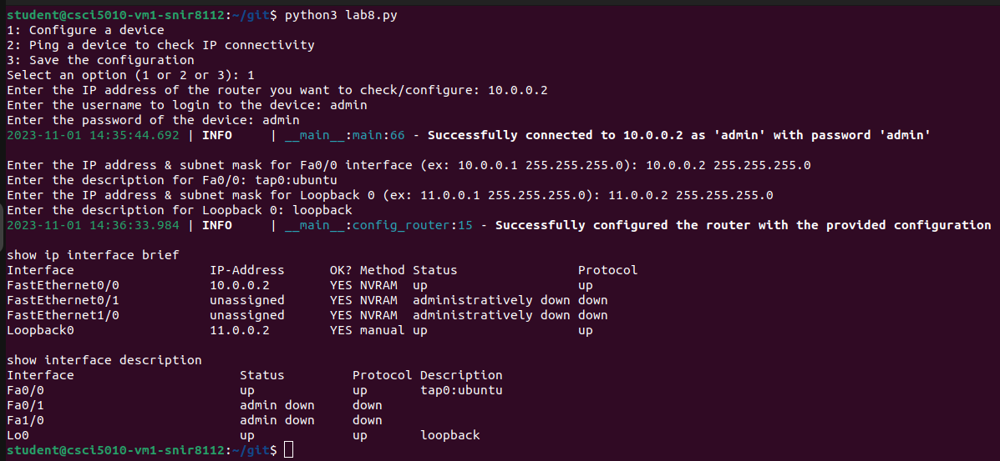 student@csci5010-vm1-snir8112:~/git$ python3 lab8.py
1: Configure a device
2: Ping a device to check IP connectivity
3: Save the configuration
Select an option (1 or 2 or 3): 1
Enter the IP address of the router you want to check/configure: 10.0.0.2
Enter the username to login to the device: admin
Enter the password of the device: admin
2023-11-01 14:35:44.692 | INFO     | __main__:main:66 - Successfully connected to 10.0.0.2 as 'admin' with password 'admin'
Enter the IP address & subnet mask for Fa0/0 interface (ex: 10.0.0.1 255.255.255.0): 10.0.0.2 255.255.255.0
Enter the description for Fa0/0: tap0:ubuntu
Enter the IP address & subnet mask for Loopback 0 (ex: 11.0.0.1 255.255.255.0): 11.0.0.2 255.255.255.0
Enter the description for Loopback 0: loopback
2023-11-01 14:36:33.984 | INFO     | __main__:config_router:15 - Successfully configured the router with the provided configuration
show ip interface brief
Interface                  IP-Address      OK? Method Status                Protocol
FastEthernet0/0            10.0.0.2        YES NVRAM  up                    up
FastEthernet0/1            unassigned      YES NVRAM  administratively down down
FastEthernet1/0            unassigned      YES NVRAM  administratively down down
Loopback0                  11.0.0.2        YES manual up                    up
show interface description
Interface                      Status         Protocol Description
Fa0/0                          up             up       tap0:ubuntu
Fa0/1                          admin down     down
Fa1/0                          admin down     down
Lo0                            up             up       loopback
student@csci5010-vm1-snir8112:~/git$